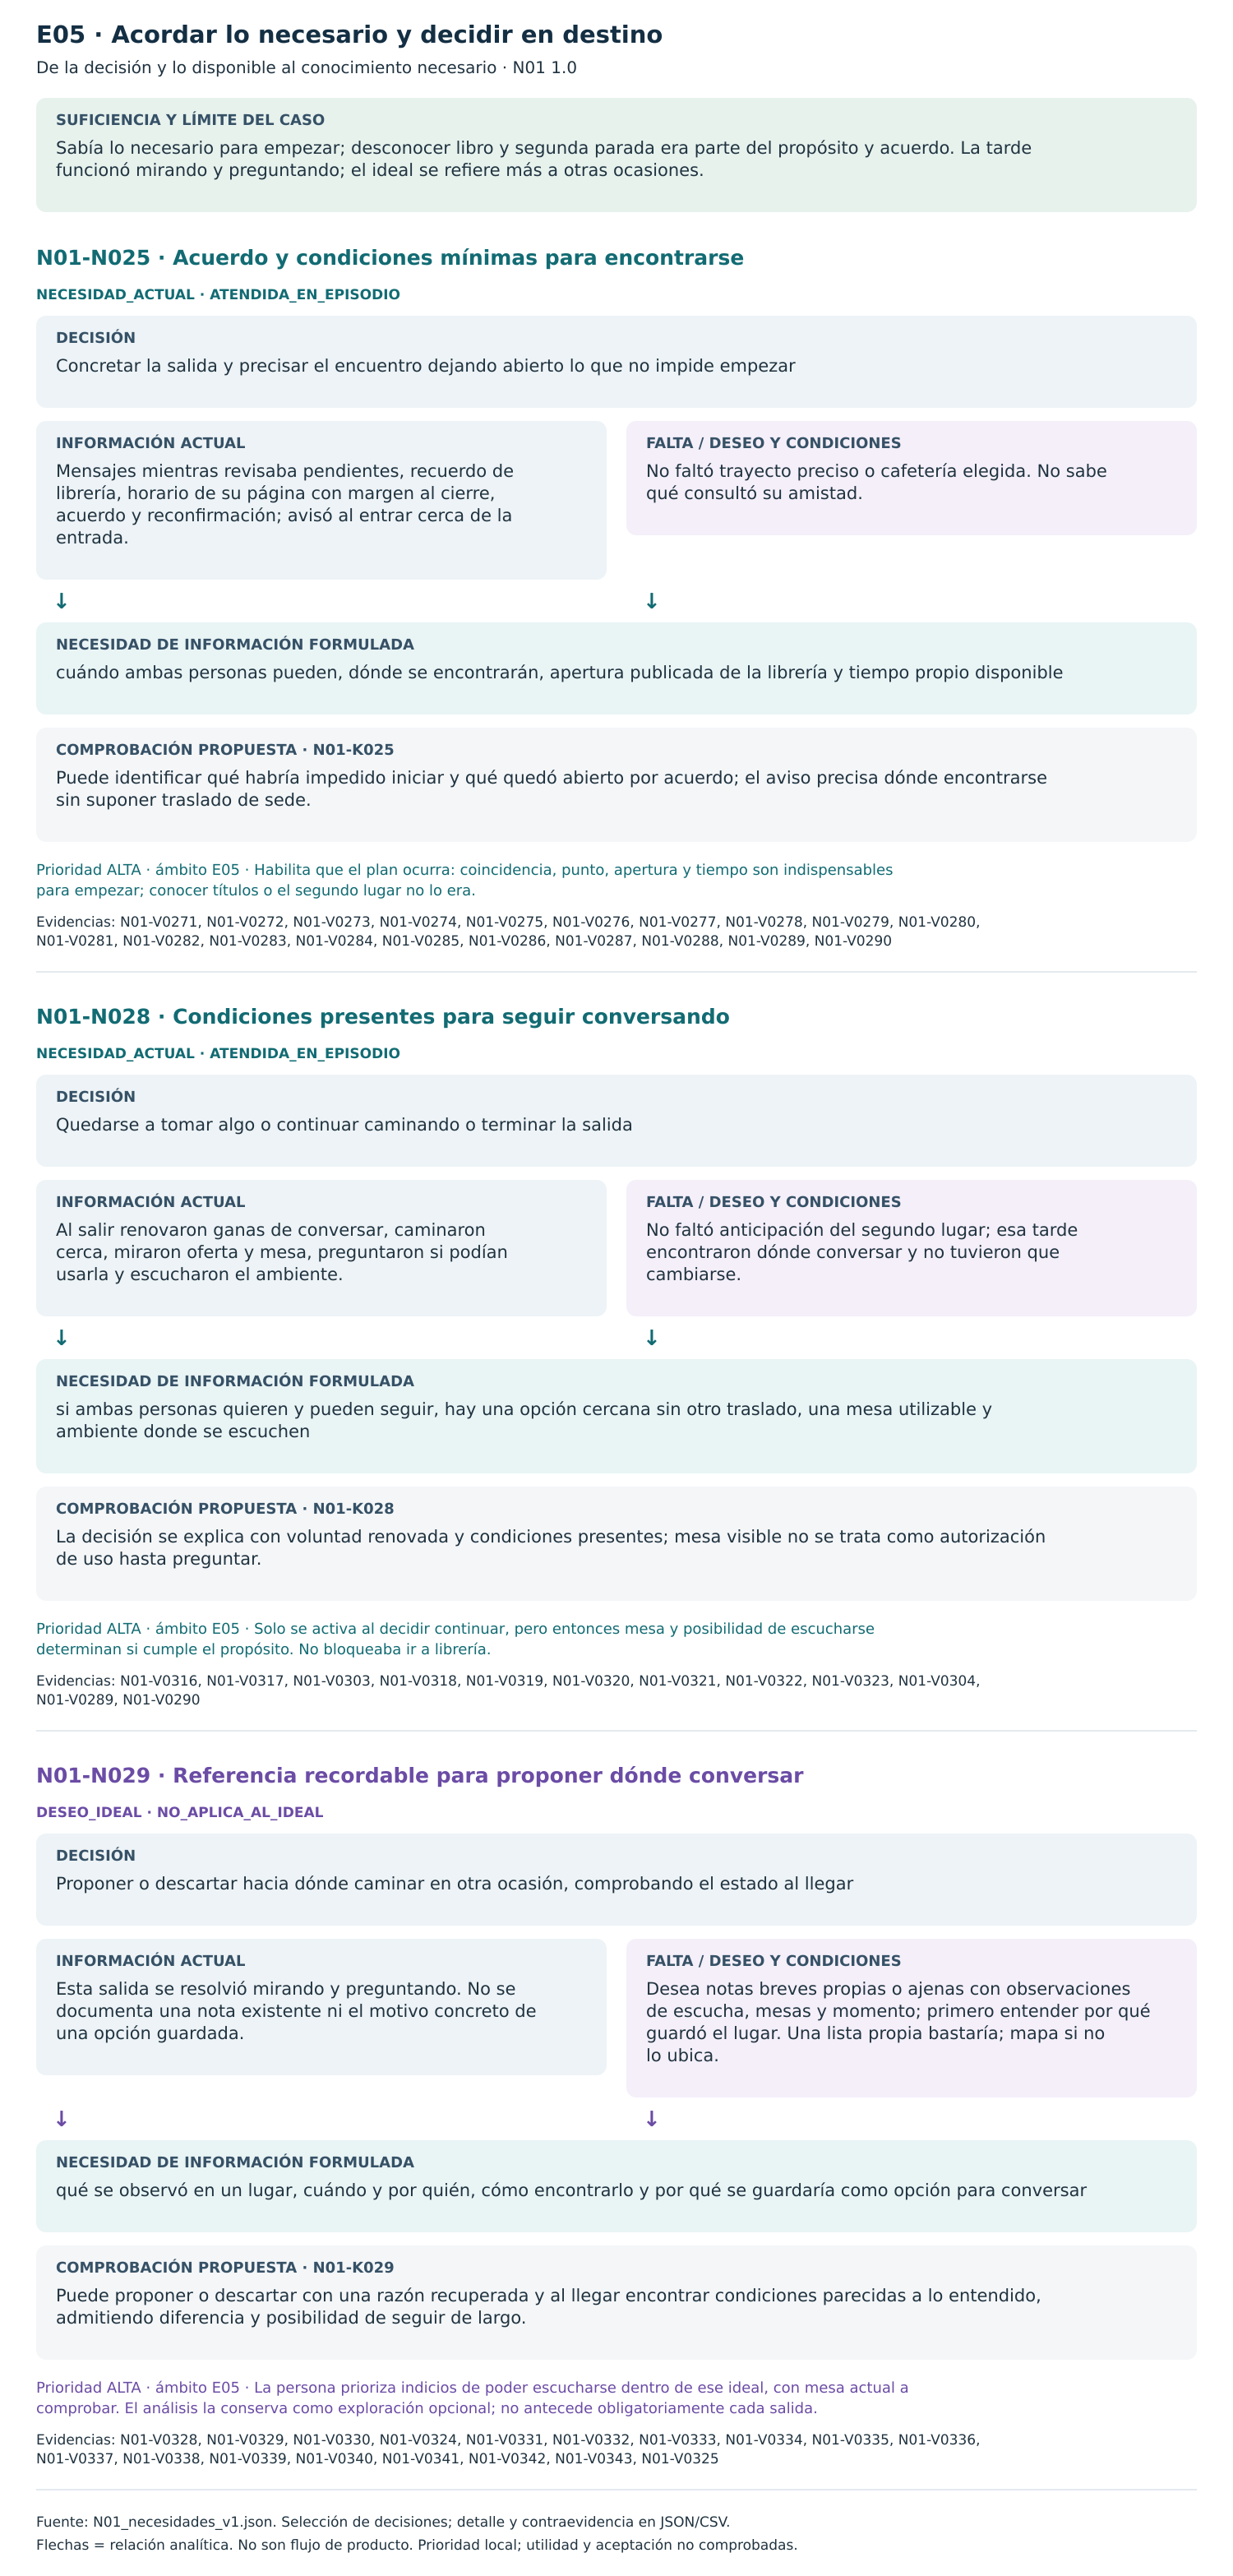 E05 · Acordar lo necesario y decidir en destino
De la decisión y lo disponible al conocimiento necesario · N01 1.0
SUFICIENCIA Y LÍMITE DEL CASO
Sabía lo necesario para empezar; desconocer libro y segunda parada era parte del propósito y acuerdo. La tarde
funcionó mirando y preguntando; el ideal se refiere más a otras ocasiones.
N01-N025 · Acuerdo y condiciones mínimas para encontrarse
NECESIDAD_ACTUAL · ATENDIDA_EN_EPISODIO
DECISIÓN
Concretar la salida y precisar el encuentro dejando abierto lo que no impide empezar
INFORMACIÓN ACTUAL
Mensajes mientras revisaba pendientes, recuerdo de
librería, horario de su página con margen al cierre,
acuerdo y reconfirmación; avisó al entrar cerca de la
entrada.
FALTA / DESEO Y CONDICIONES
No faltó trayecto preciso o cafetería elegida. No sabe
qué consultó su amistad.
↓ ↓
NECESIDAD DE INFORMACIÓN FORMULADA
cuándo ambas personas pueden, dónde se encontrarán, apertura publicada de la librería y tiempo propio disponible
COMPROBACIÓN PROPUESTA · N01-K025
Puede identificar qué habría impedido iniciar y qué quedó abierto por acuerdo; el aviso precisa dónde encontrarse
sin suponer traslado de sede.
Prioridad ALTA · ámbito E05 · Habilita que el plan ocurra: coincidencia, punto, apertura y tiempo son indispensables
para empezar; conocer títulos o el segundo lugar no lo era.
Evidencias: N01-V0271, N01-V0272, N01-V0273, N01-V0274, N01-V0275, N01-V0276, N01-V0277, N01-V0278, N01-V0279, N01-V0280,
N01-V0281, N01-V0282, N01-V0283, N01-V0284, N01-V0285, N01-V0286, N01-V0287, N01-V0288, N01-V0289, N01-V0290
N01-N028 · Condiciones presentes para seguir conversando
NECESIDAD_ACTUAL · ATENDIDA_EN_EPISODIO
DECISIÓN
Quedarse a tomar algo o continuar caminando o terminar la salida
INFORMACIÓN ACTUAL
Al salir renovaron ganas de conversar, caminaron
cerca, miraron oferta y mesa, preguntaron si podían
usarla y escucharon el ambiente.
FALTA / DESEO Y CONDICIONES
No faltó anticipación del segundo lugar; esa tarde
encontraron dónde conversar y no tuvieron que
cambiarse.
↓ ↓
NECESIDAD DE INFORMACIÓN FORMULADA
si ambas personas quieren y pueden seguir, hay una opción cercana sin otro traslado, una mesa utilizable y
ambiente donde se escuchen
COMPROBACIÓN PROPUESTA · N01-K028
La decisión se explica con voluntad renovada y condiciones presentes; mesa visible no se trata como autorización
de uso hasta preguntar.
Prioridad ALTA · ámbito E05 · Solo se activa al decidir continuar, pero entonces mesa y posibilidad de escucharse
determinan si cumple el propósito. No bloqueaba ir a librería.
Evidencias: N01-V0316, N01-V0317, N01-V0303, N01-V0318, N01-V0319, N01-V0320, N01-V0321, N01-V0322, N01-V0323, N01-V0304,
N01-V0289, N01-V0290
N01-N029 · Referencia recordable para proponer dónde conversar
DESEO_IDEAL · NO_APLICA_AL_IDEAL
DECISIÓN
Proponer o descartar hacia dónde caminar en otra ocasión, comprobando el estado al llegar
INFORMACIÓN ACTUAL
Esta salida se resolvió mirando y preguntando. No se
documenta una nota existente ni el motivo concreto de
una opción guardada.
FALTA / DESEO Y CONDICIONES
Desea notas breves propias o ajenas con observaciones
de escucha, mesas y momento; primero entender por qué
guardó el lugar. Una lista propia bastaría; mapa si no
lo ubica.
↓ ↓
NECESIDAD DE INFORMACIÓN FORMULADA
qué se observó en un lugar, cuándo y por quién, cómo encontrarlo y por qué se guardaría como opción para conversar
COMPROBACIÓN PROPUESTA · N01-K029
Puede proponer o descartar con una razón recuperada y al llegar encontrar condiciones parecidas a lo entendido,
admitiendo diferencia y posibilidad de seguir de largo.
Prioridad ALTA · ámbito E05 · La persona prioriza indicios de poder escucharse dentro de ese ideal, con mesa actual a
comprobar. El análisis la conserva como exploración opcional; no antecede obligatoriamente cada salida.
Evidencias: N01-V0328, N01-V0329, N01-V0330, N01-V0324, N01-V0331, N01-V0332, N01-V0333, N01-V0334, N01-V0335, N01-V0336,
N01-V0337, N01-V0338, N01-V0339, N01-V0340, N01-V0341, N01-V0342, N01-V0343, N01-V0325
Fuente: N01_necesidades_v1.json. Selección de decisiones; detalle y contraevidencia en JSON/CSV.
Flechas = relación analítica. No son flujo de producto. Prioridad local; utilidad y aceptación no comprobadas.